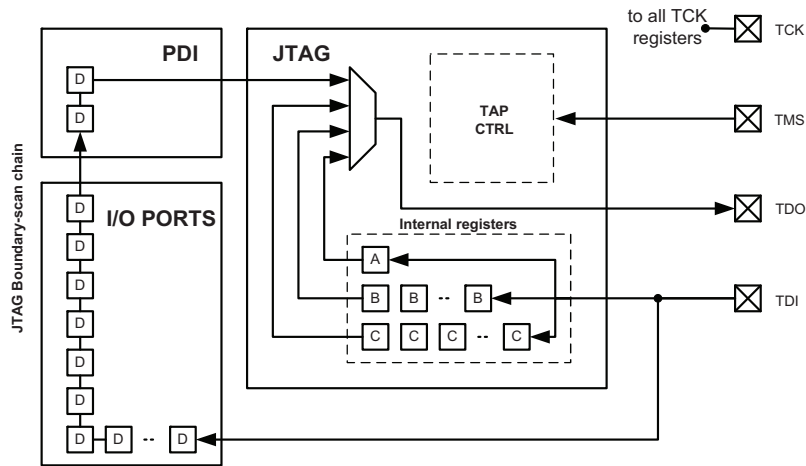 to all TCK
registers
TCK
PDI
JTAG
D
D
TAP
CTRL
TMS
JTAG Boundary-scan chain
I/O PORTS
D
D
D
D
D
D
D D -- D
TDO
Internal registers
A
B B -- B
C C C -- C
TDI